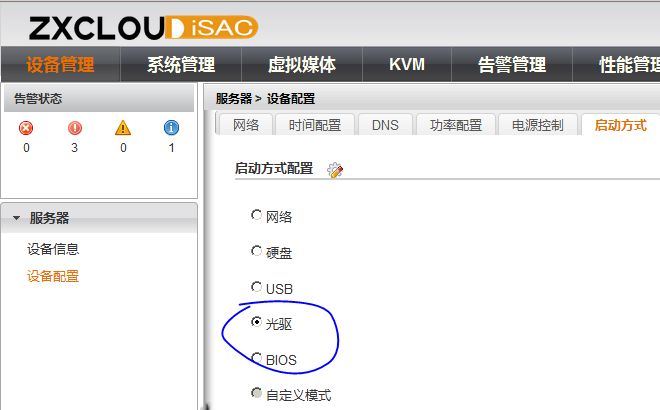 ZXCLOUD iSAC
设备管理 系统管理 虚拟媒体 KVM 告警管理
告警状态
0 3 0 1
服务器
设备信息
设备配置
服务器 > 设备配置
网络 时间配置 DNS 功率配置 电源控制 启动方式
启动方式配置
网络
硬盘
USB
光驱
BIOS
自定义模式